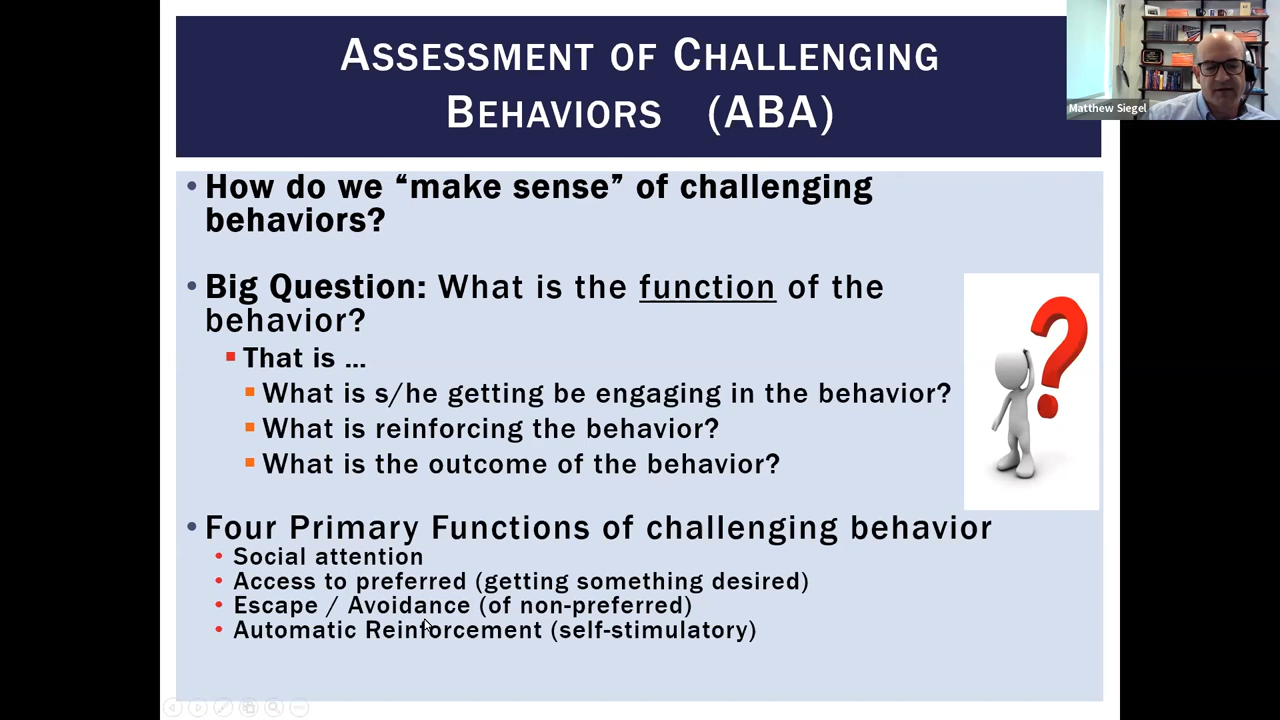 ASSESSMENT OF CHALLENGING
BEHAVIORS (ABA)
Matthew Siegel
• How do we “make sense” of challenging
behaviors?
• Big Question: What is the function of the
behavior?
▪ That is …
▪ What is s/he getting be engaging in the behavior?
▪ What is reinforcing the behavior?
▪ What is the outcome of the behavior?
• Four Primary Functions of challenging behavior
• Social attention
• Access to preferred (getting something desired)
• Escape / Avoidance (of non-preferred)
• Automatic Reinforcement (self-stimulatory)